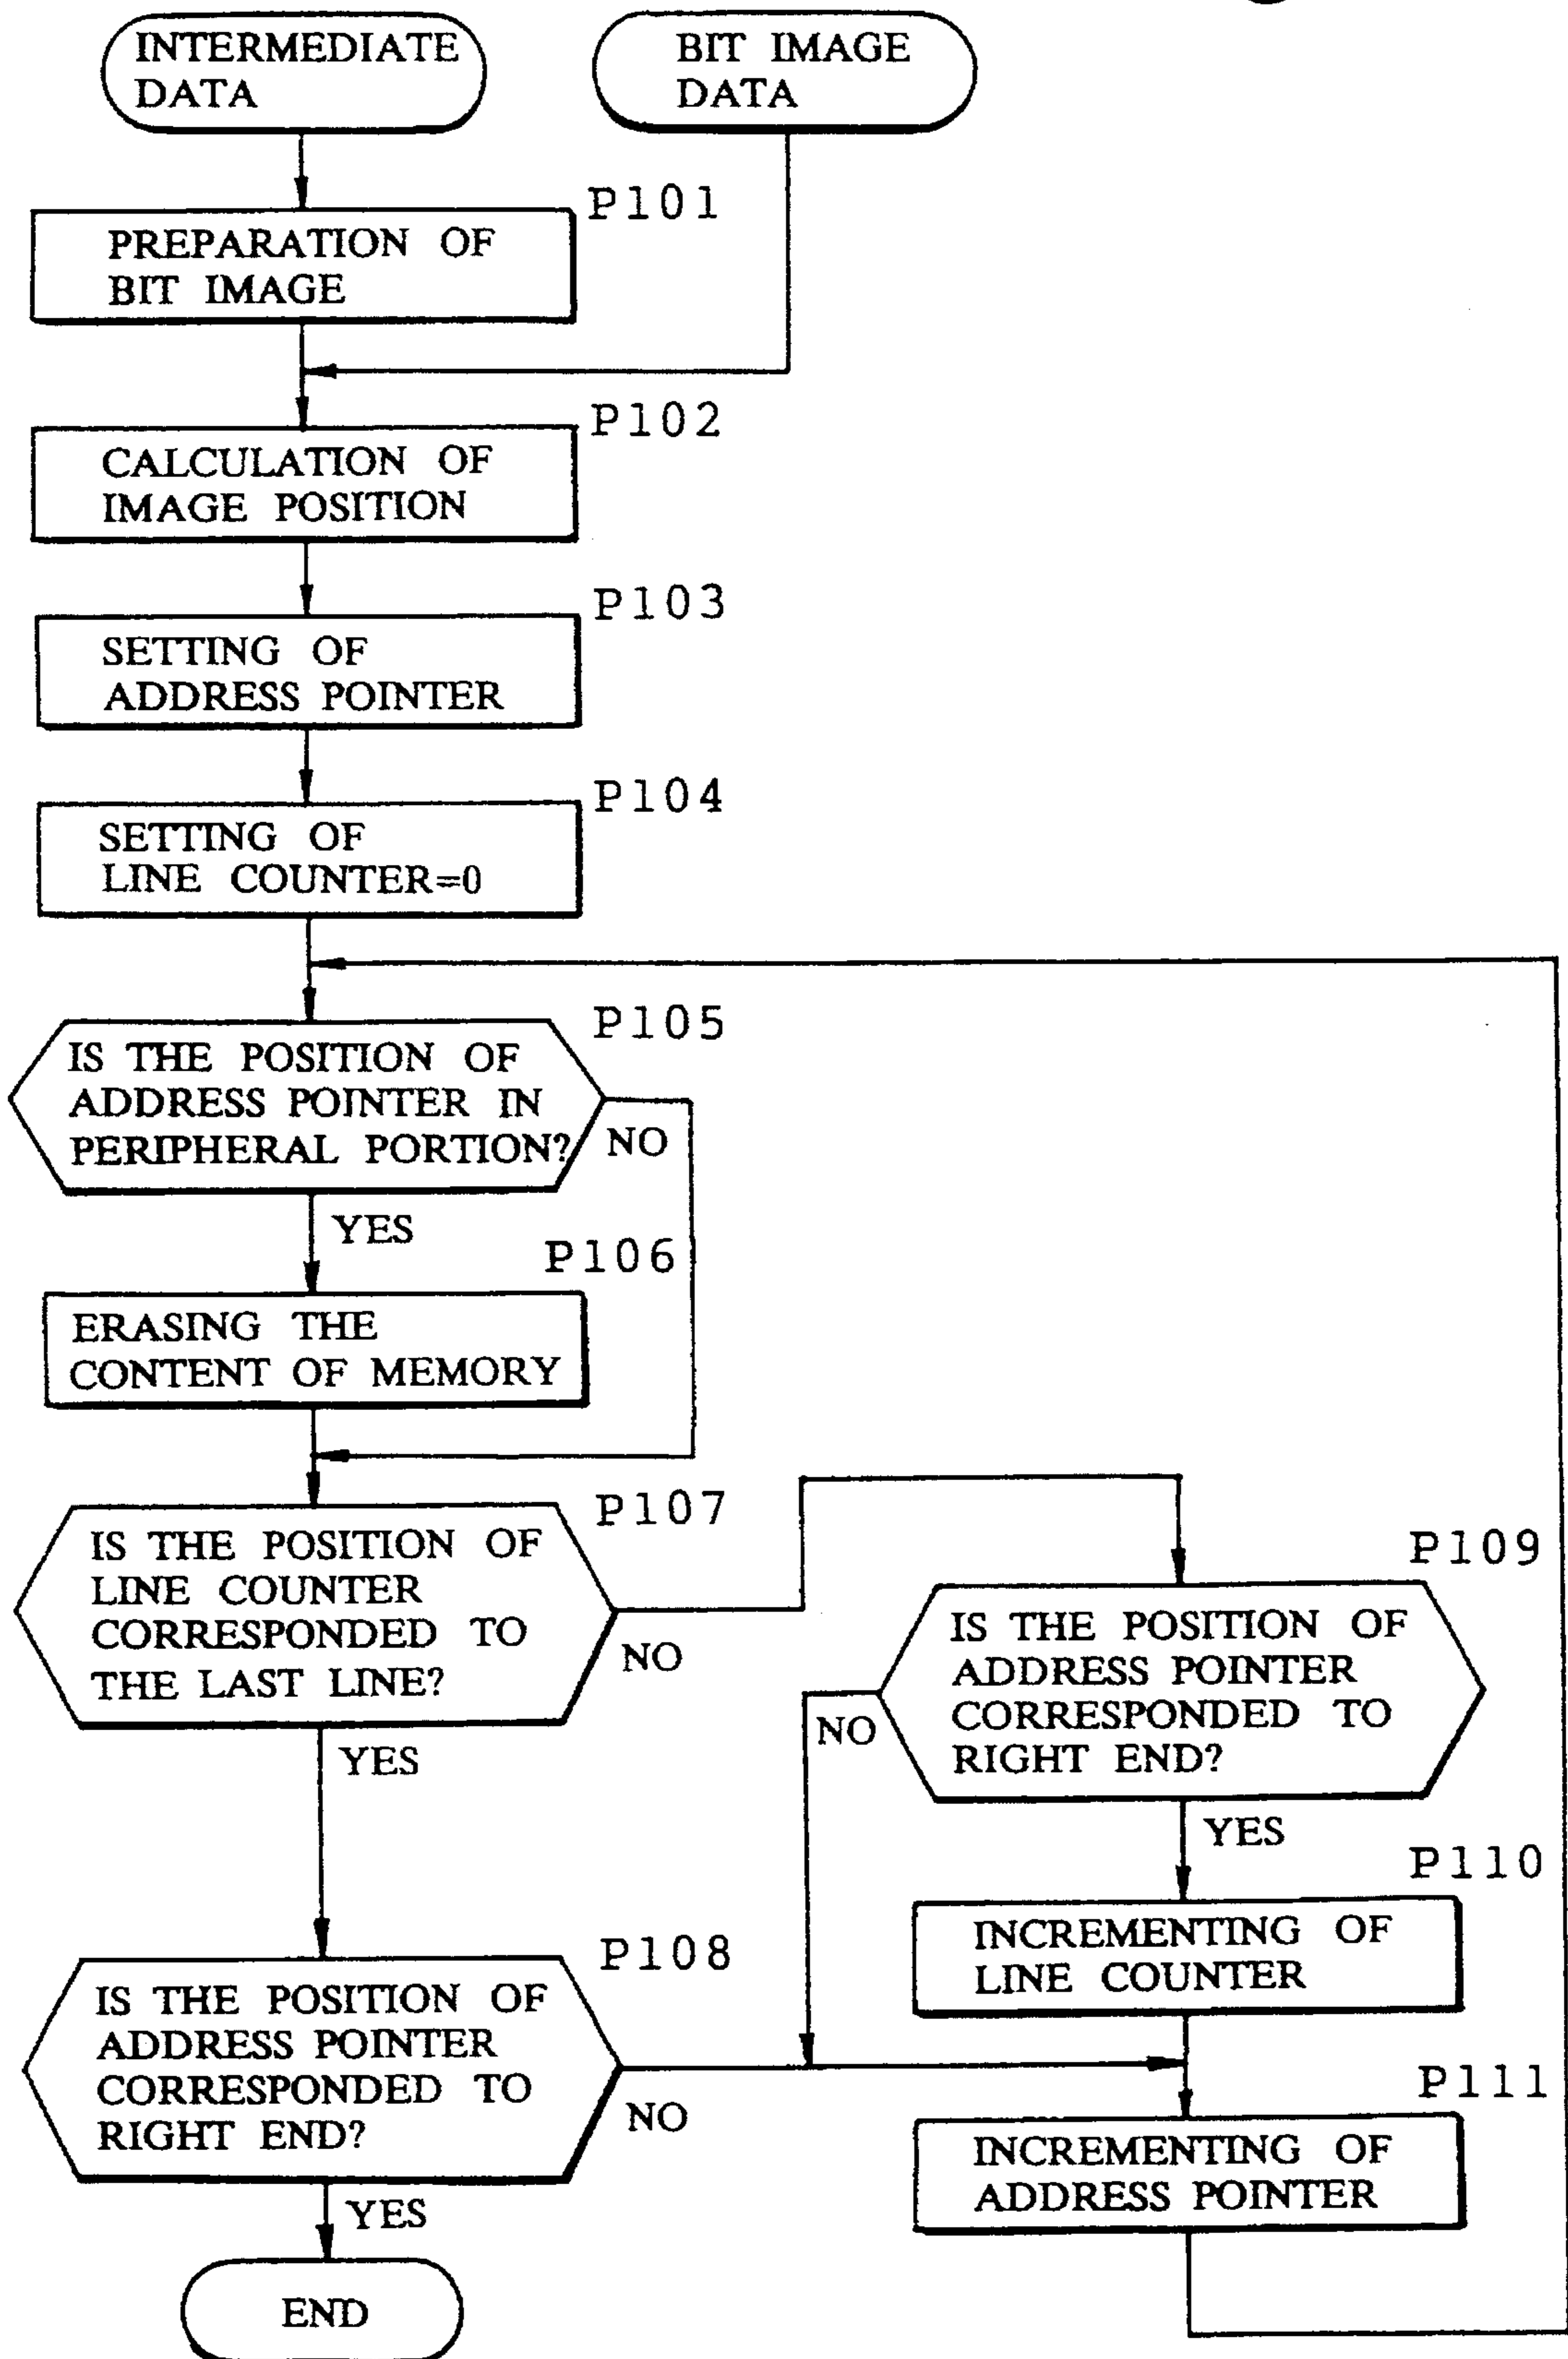 INTERMEDIATE
DATA
BIT IMAGE
DATA
P101
PREPARATION OF
BIT IMAGE
P102
CALCULATION OF
IMAGE POSITION
P103
SETTING OF
ADDRESS POINTER
P104
SETTING OF
LINE COUNTER=0
P105
IS THE POSITION OF
ADDRESS POINTER IN
PERIPHERAL PORTION?
NO
YES
P106
ERASING THE
CONTENT OF MEMORY
P107
IS THE POSITION OF
LINE COUNTER
CORRESPONDED TO
THE LAST LINE?
NO
YES
P109
IS THE POSITION OF
ADDRESS POINTER
CORRESPONDED TO
RIGHT END?
NO
YES
P110
INCREMENTING OF
LINE COUNTER
P108
IS THE POSITION OF
ADDRESS POINTER
CORRESPONDED TO
RIGHT END?
NO
YES
P111
INCREMENTING OF
ADDRESS POINTER
END